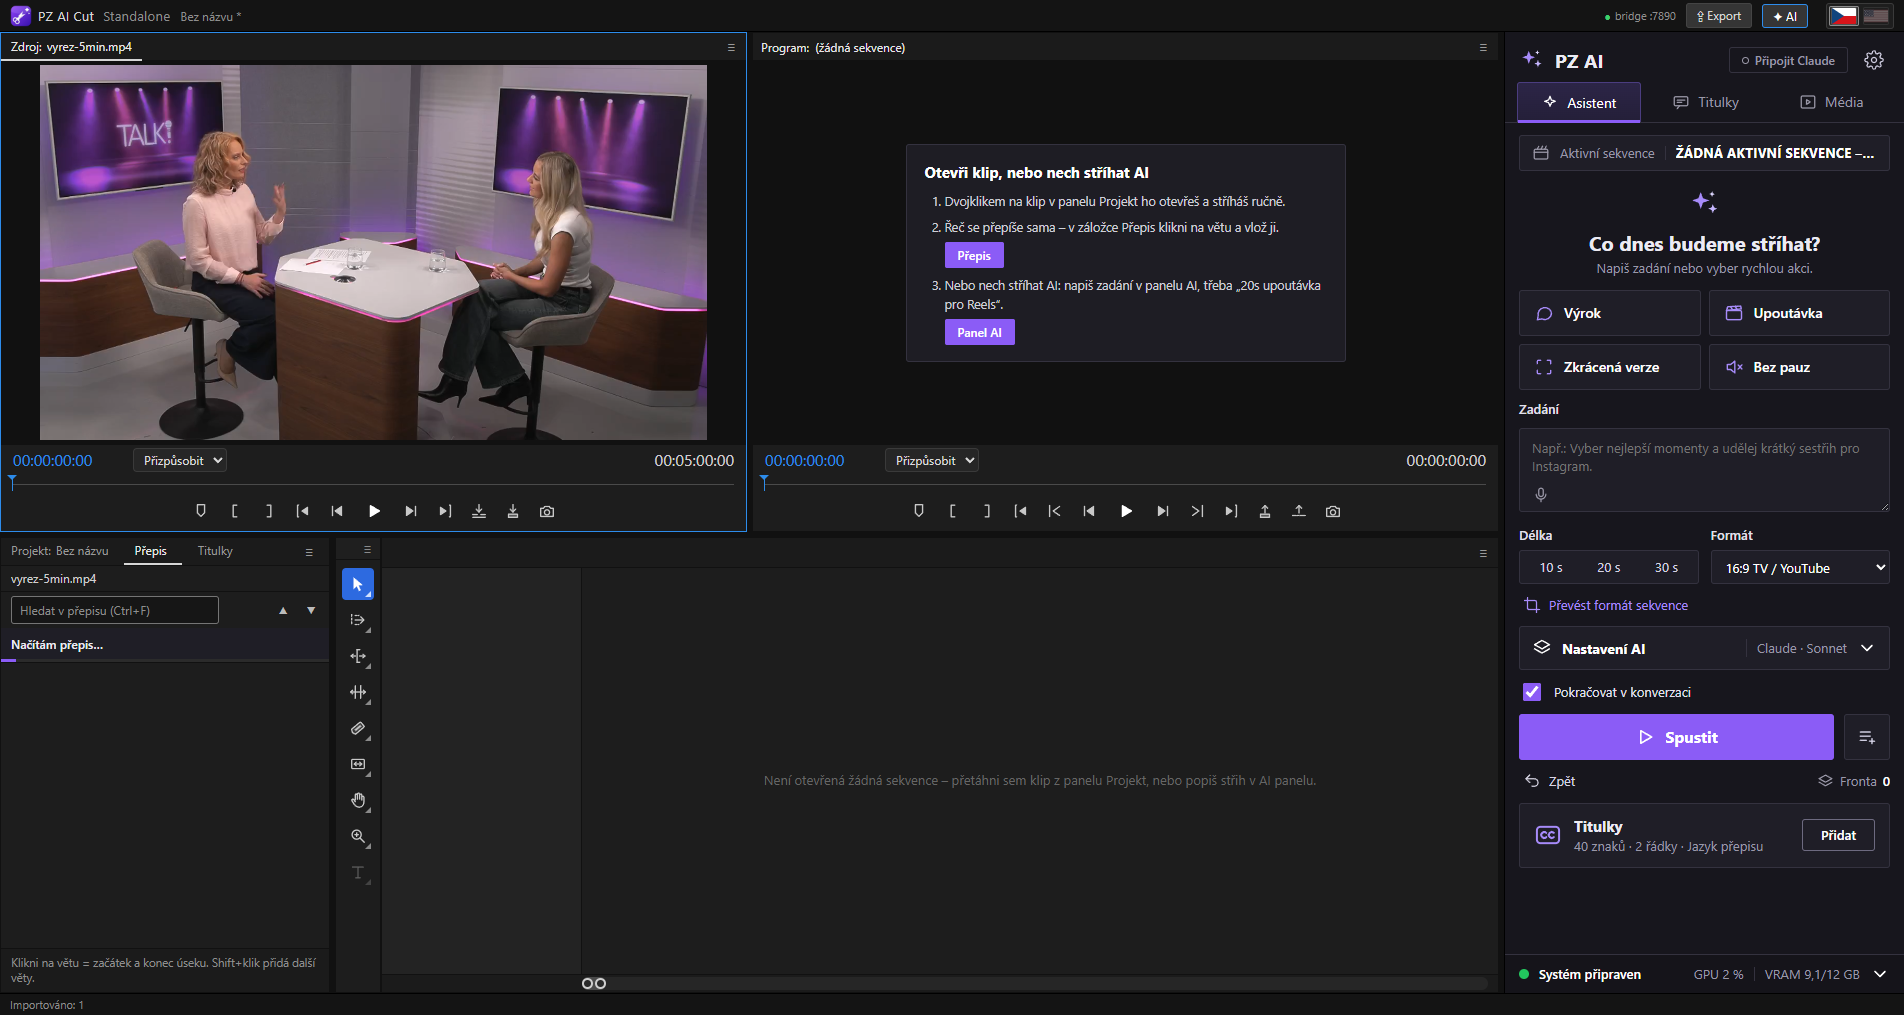 PZ AI Cut Standalone Bez názvu *
bridge :7890
Export
AI
Zdroj: vyrez-5min.mp4
TALK!
00:00:00:00
Přizpůsobit
00:05:00:00
Program: (žádná sekvence)
Otevři klip, nebo nech stříhat AI
1. Dvojklikem na klip v panelu Projekt ho otevřeš a stříháš ručně.
2. Řeč se přepíše sama – v záložce Přepis klikni na větu a vlož ji.
Přepis
3. Nebo nech stříhat AI: napiš zadání v panelu AI, třeba „20s upoutávka
pro Reels“.
Panel AI
00:00:00:00
Přizpůsobit
00:00:00:00
Projekt: Bez názvu
Přepis
Titulky
vyrez-5min.mp4
Hledat v přepisu (Ctrl+F)
Načítám přepis...
Klikni na větu = začátek a konec úseku. Shift+klik přidá další
věty.
Importováno: 1
Není otevřená žádná sekvence – přetáhni sem klip z panelu Projekt, nebo popiš střih v AI panelu.
PZ AI
Připojit Claude
Asistent
Titulky
Média
Aktivní sekvence
ŽÁDNÁ AKTIVNÍ SEKVENCE –...
Co dnes budeme stříhat?
Napiš zadání nebo vyber rychlou akci.
Výrok
Upoutávka
Zkrácená verze
Bez pauz
Zadání
Např.: Vyber nejlepší momenty a udělej krátký sestřih pro
Instagram.
Délka
Formát
10 s
20 s
30 s
16:9 TV / YouTube
Převést formát sekvence
Nastavení AI
Claude · Sonnet
Pokračovat v konverzaci
Spustit
Zpět
Fronta 0
CC
Titulky
40 znaků · 2 řádky · Jazyk přepisu
Přidat
Systém připraven
GPU 2 %
VRAM 9,1/12 GB